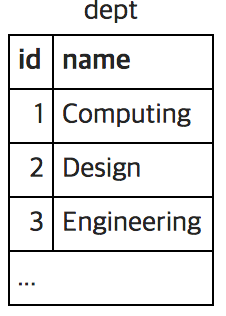 dept
id name
1 Computing
2 Design
3 Engineering
...